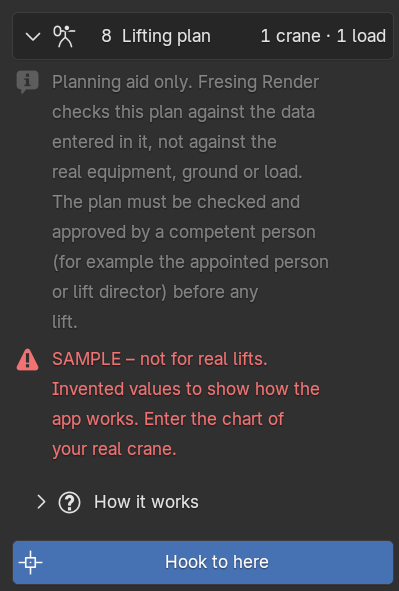 8 Lifting plan 1 crane · 1 load
Planning aid only. Fresing Render
checks this plan against the data
entered in it, not against the
real equipment, ground or load.
The plan must be checked and
approved by a competent person
(for example the appointed person
or lift director) before any
lift.
SAMPLE – not for real lifts.
Invented values to show how the
app works. Enter the chart of
your real crane.
How it works
Hook to here